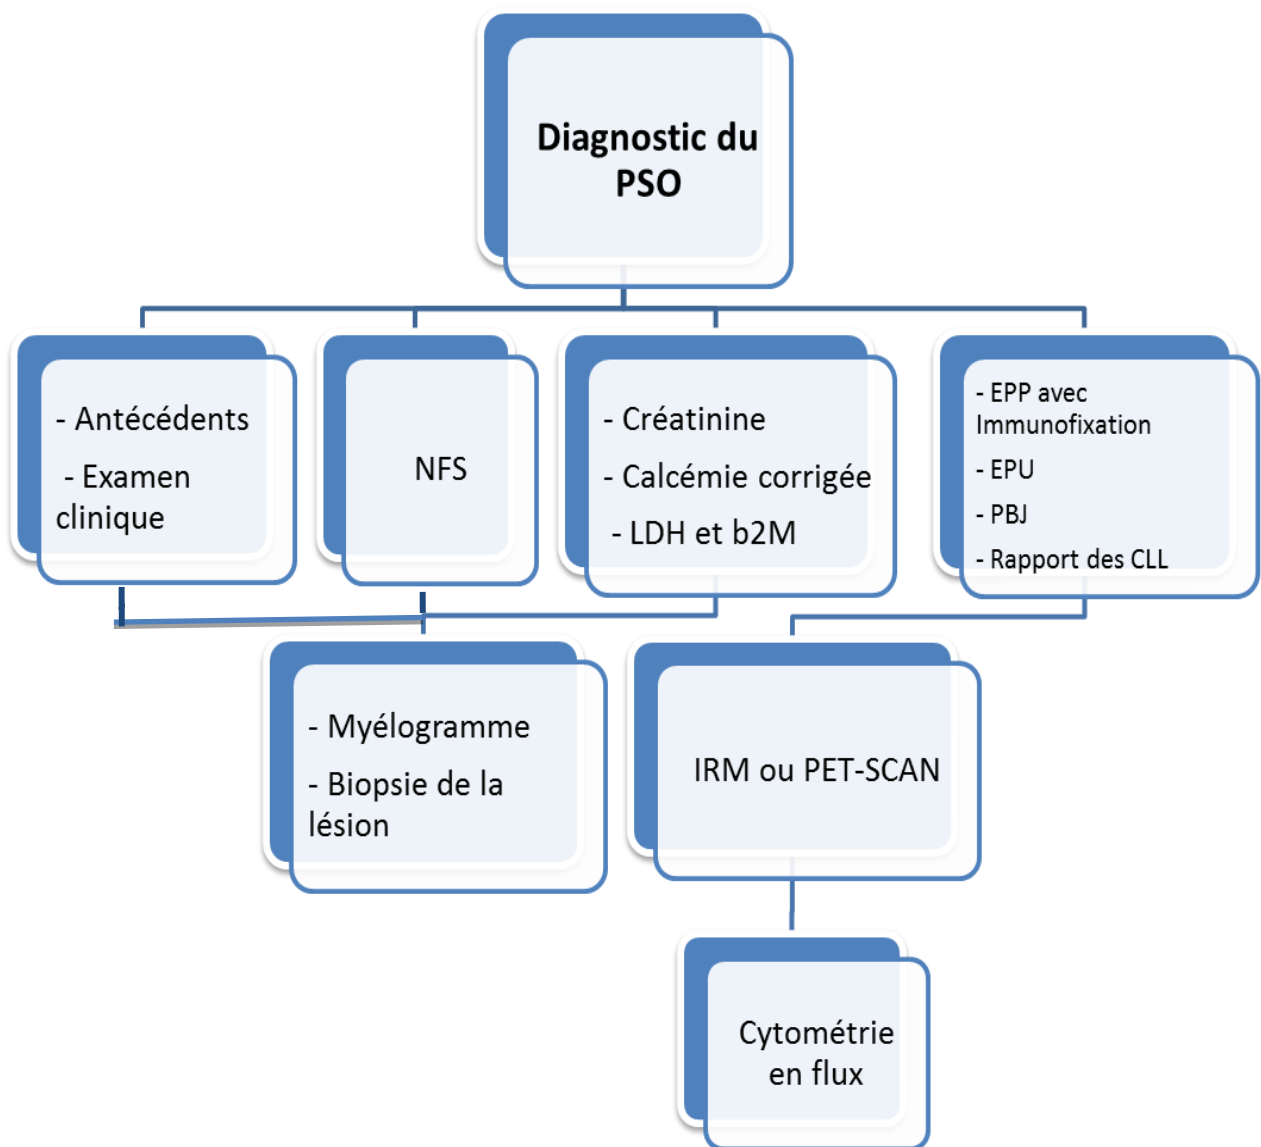 Diagnostic du
PSO
- Antécédents
- Examen
clinique
NFS
- Créatinine
- Calcémie corrigée
- LDH et b2M
- EPP avec
Immunofixation
- EPU
- PBJ
- Rapport des CLL
- Myélogramme
- Biopsie de la
lésion
IRM ou PET-SCAN
Cytométrie
en flux